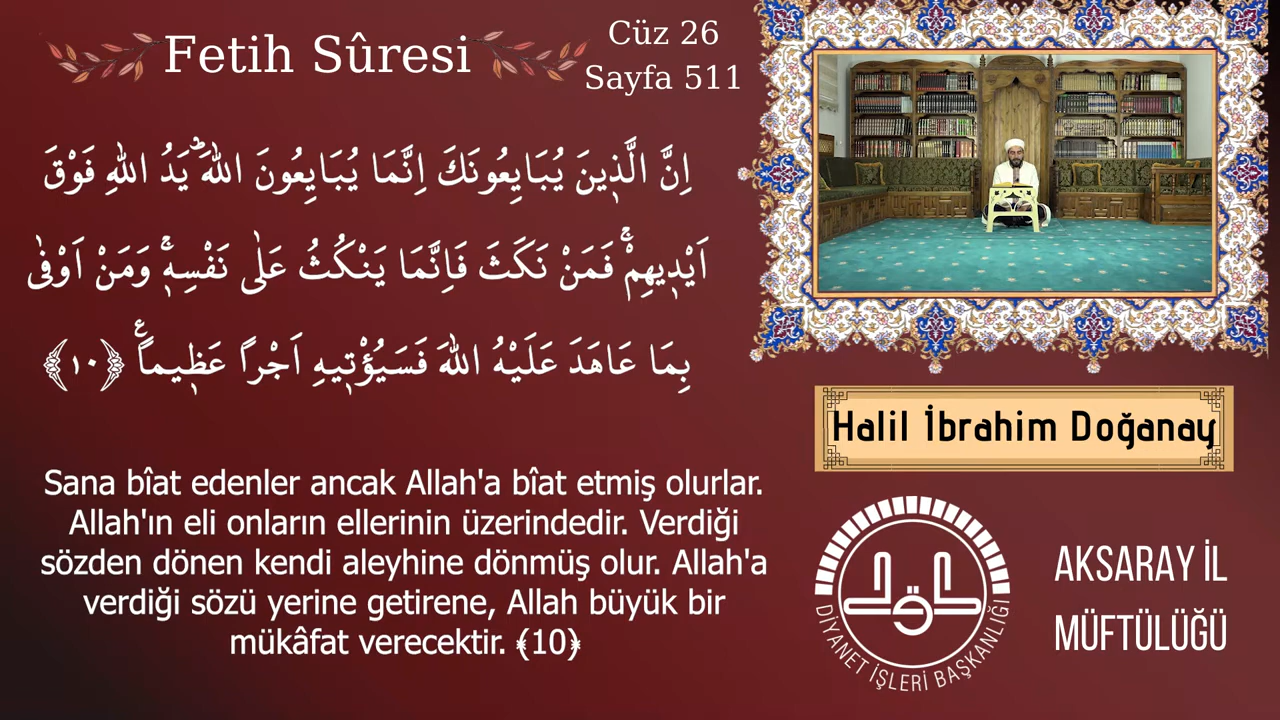 Fetih Sûresi
Cüz 26
Sayfa 511
اِنَّ الَّذ۪ينَ يُبَايِعُونَكَ اِنَّمَا يُبَايِعُونَ اللّٰهَۜ يَدُ اللّٰهِ فَوْقَ
اَيْد۪يهِمْۚ فَمَنْ نَكَثَ فَاِنَّمَا يَنْكُثُ عَلٰى نَفْسِه۪ۚ وَمَنْ اَوْفٰى
بِمَا عَاهَدَ عَلَيْهُ اللّٰهَ فَسَيُؤْت۪يهِ اَجْراً عَظ۪يماًۧ ﴿١٠﴾
Sana bîat edenler ancak Allah'a bîat etmiş olurlar.
Allah'ın eli onların ellerinin üzerindedir. Verdiği
sözden dönen kendi aleyhine dönmüş olur. Allah'a
verdiği sözü yerine getirene, Allah büyük bir
mükâfat verecektir. ﴾10﴿
Halil İbrahim Doğanay
DİYANET İŞLERİ BAŞKANLIĞI
AKSARAY İL
MÜFTÜLÜĞÜ